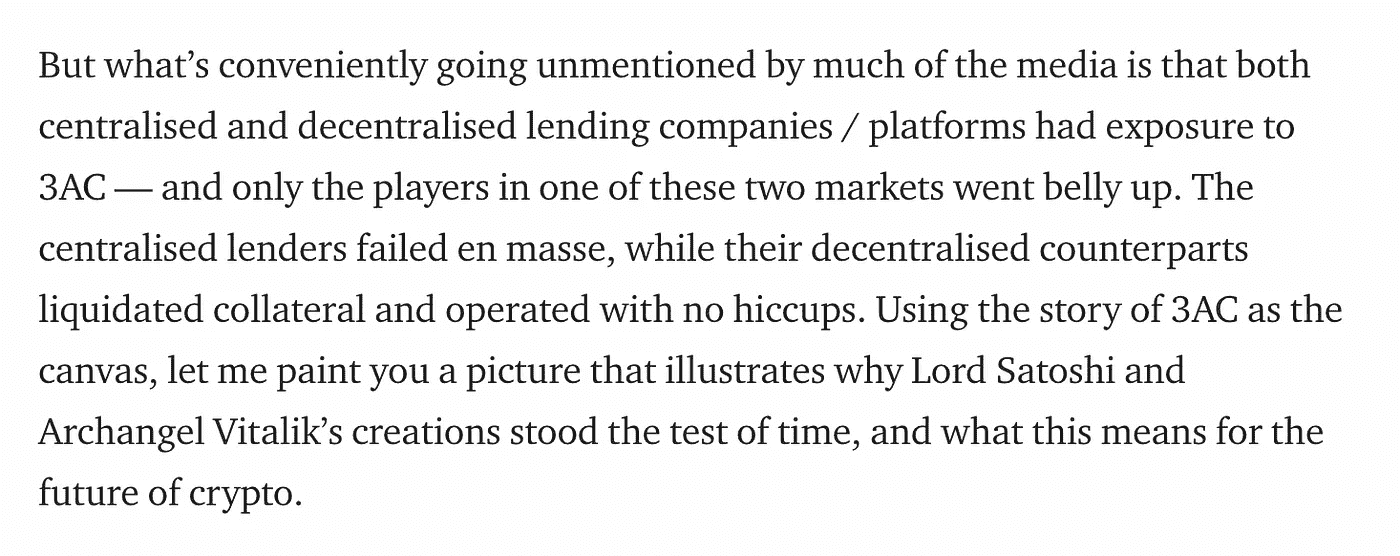 But what’s conveniently going unmentioned by much of the media is that both
centralised and decentralised lending companies / platforms had exposure to
3AC — and only the players in one of these two markets went belly up. The
centralised lenders failed en masse, while their decentralised counterparts
liquidated collateral and operated with no hiccups. Using the story of 3AC as the
canvas, let me paint you a picture that illustrates why Lord Satoshi and
Archangel Vitalik’s creations stood the test of time, and what this means for the
future of crypto.